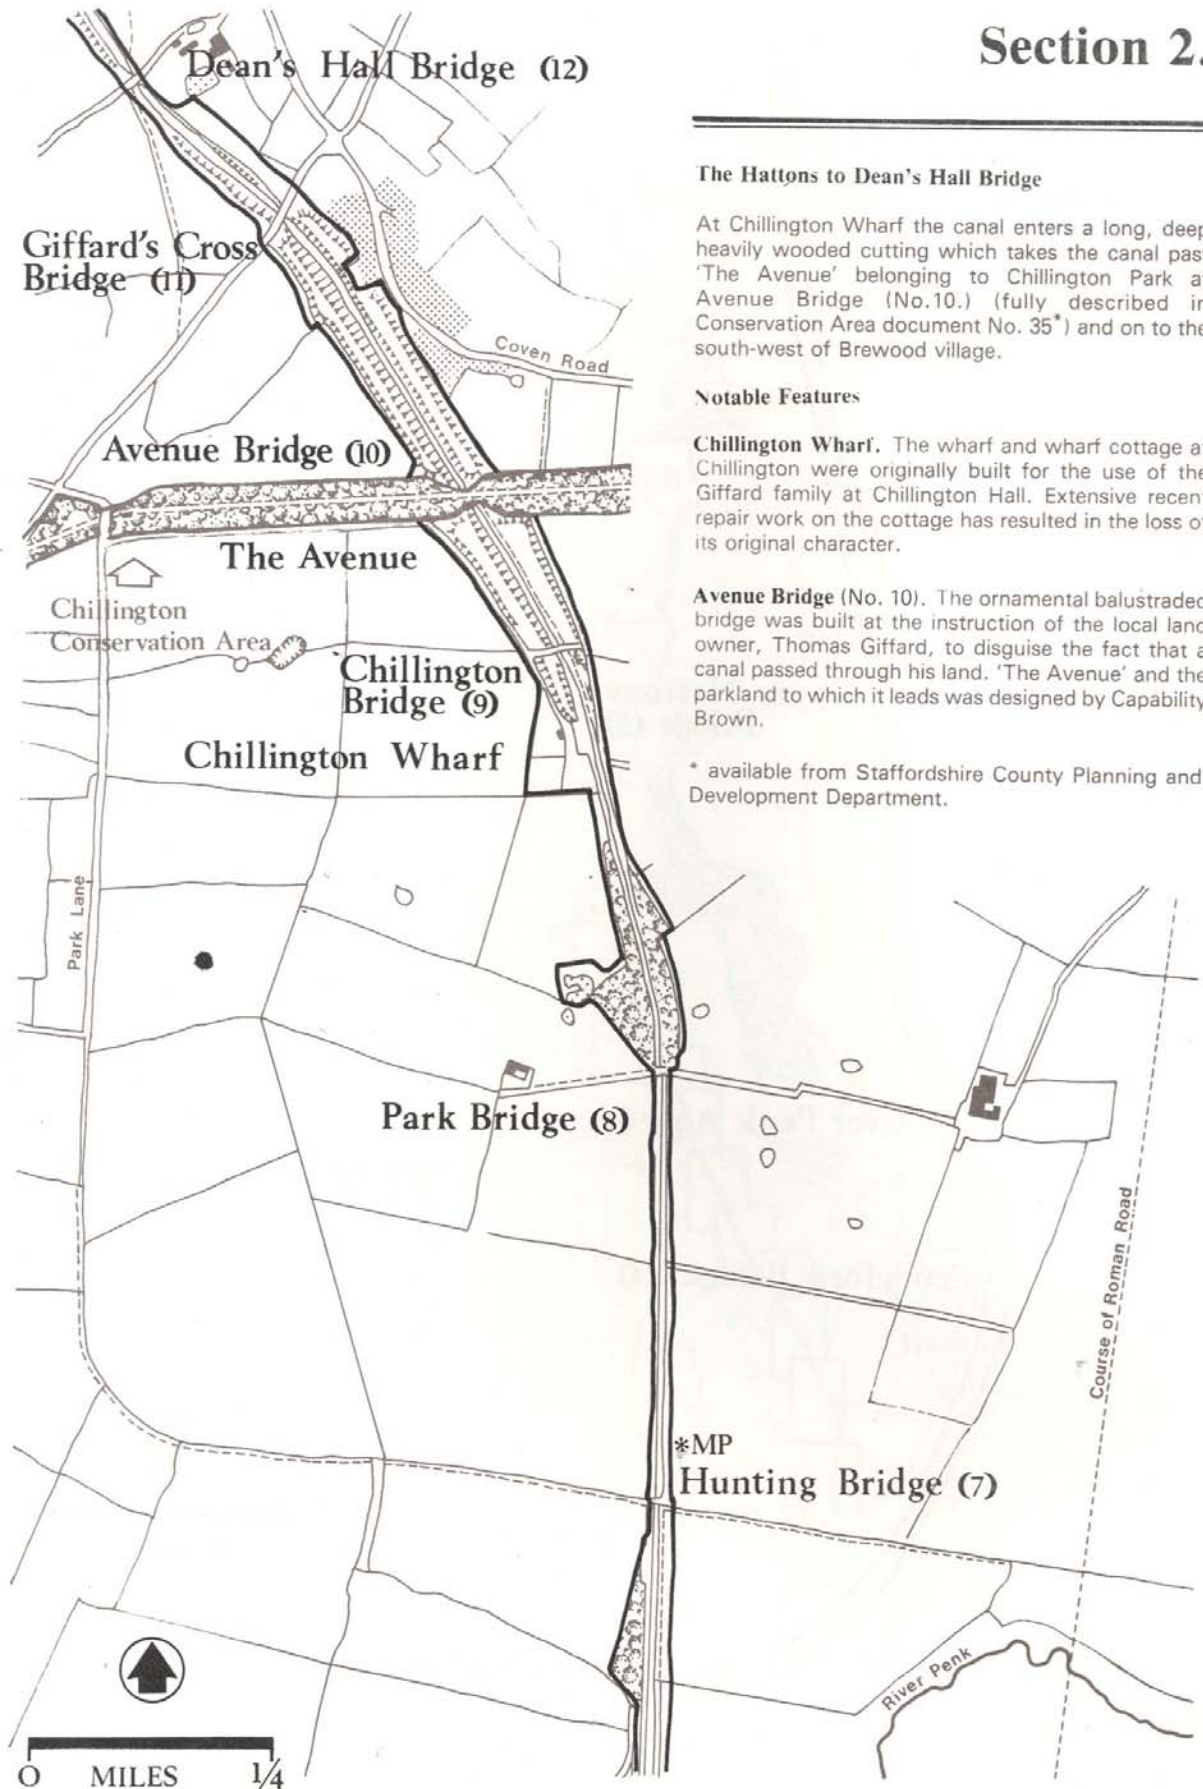 Section 2.
The Hattons to Dean's Hall Bridge
At Chillington Wharf the canal enters a long, deep
heavily wooded cutting which takes the canal past
'The Avenue' belonging to Chillington Park at
Avenue Bridge (No.10.) (fully described in
Conservation Area document No. 35*) and on to the
south-west of Brewood village.
Notable Features
Chillington Wharf. The wharf and wharf cottage at
Chillington were originally built for the use of the
Giffard family at Chillington Hall. Extensive recent
repair work on the cottage has resulted in the loss of
its original character.
Avenue Bridge (No. 10). The ornamental balustraded
bridge was built at the instruction of the local land
owner, Thomas Giffard, to disguise the fact that a
canal passed through his land. 'The Avenue' and the
parkland to which it leads was designed by Capability
Brown.
* available from Staffordshire County Planning and
Development Department.
Dean's Hall Bridge (12)
Giffard's Cross
Bridge (11)
Coven Road
Avenue Bridge (10)
The Avenue
Chillington
Conservation Area
Chillington
Bridge (9)
Chillington Wharf
Park Lane
Park Bridge (8)
Course of Roman Road
*MP
Hunting Bridge (7)
River Penk
0 MILES 1/4